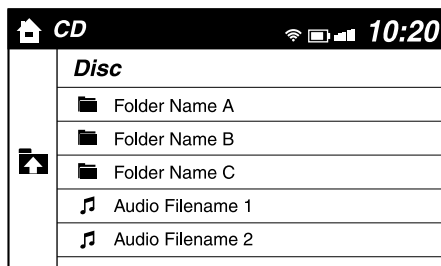 CD 10:20
Disc
Folder Name A
Folder Name B
Folder Name C
Audio Filename 1
Audio Filename 2